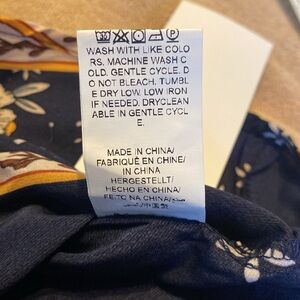 WASH WITH LIKE COLO
RS. MACHINE WASH C
OLD. GENTLE CYCLE. D
O NOT BLEACH. TUMBL
E DRY LOW. LOW IRON
IF NEEDED. DRYCLEAN
ABLE IN GENTLE CYCL
E.
MADE IN CHINA/
FABRIQUÉ EN CHINE/
IN CHINA
HERGESTELLT/
HECHO EN CHINA/
FEITO NA CHINA/